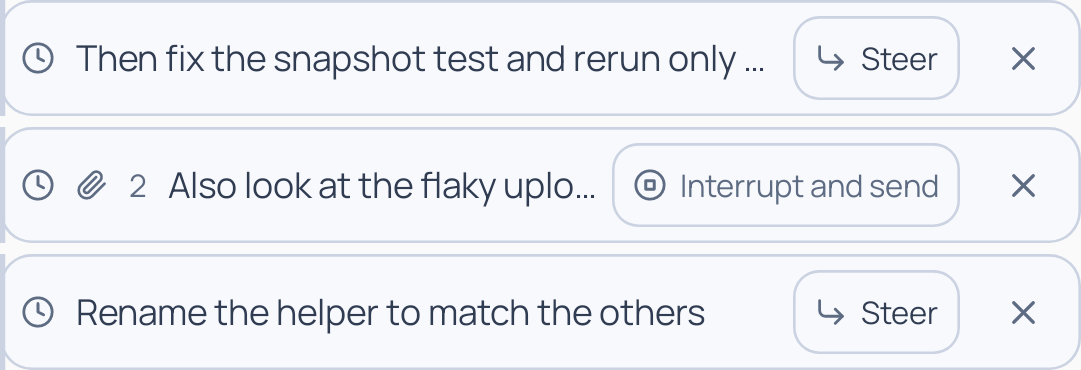 Then fix the snapshot test and rerun only ... Steer
2 Also look at the flaky uplo... Interrupt and send
Rename the helper to match the others Steer